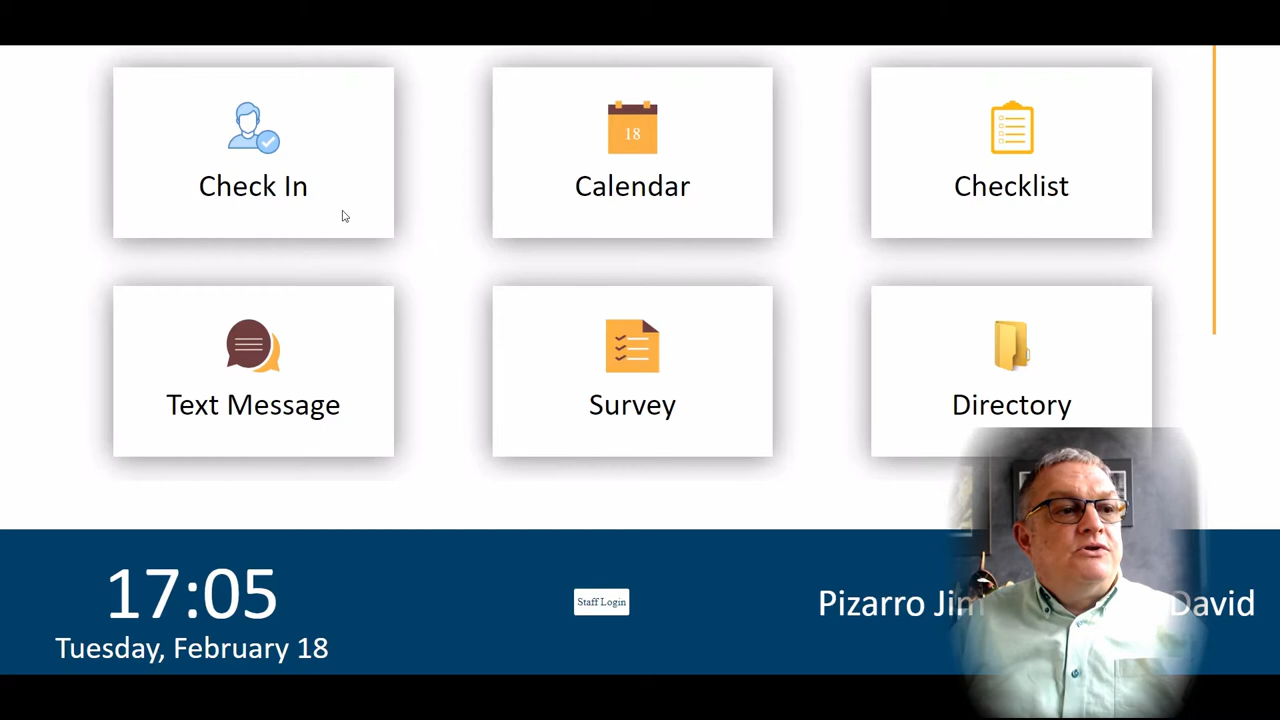 18
Check In
Calendar
Checklist
Text Message
Survey
Directory
17:05
Tuesday, February 18
Staff Login
Pizarro Jim
David